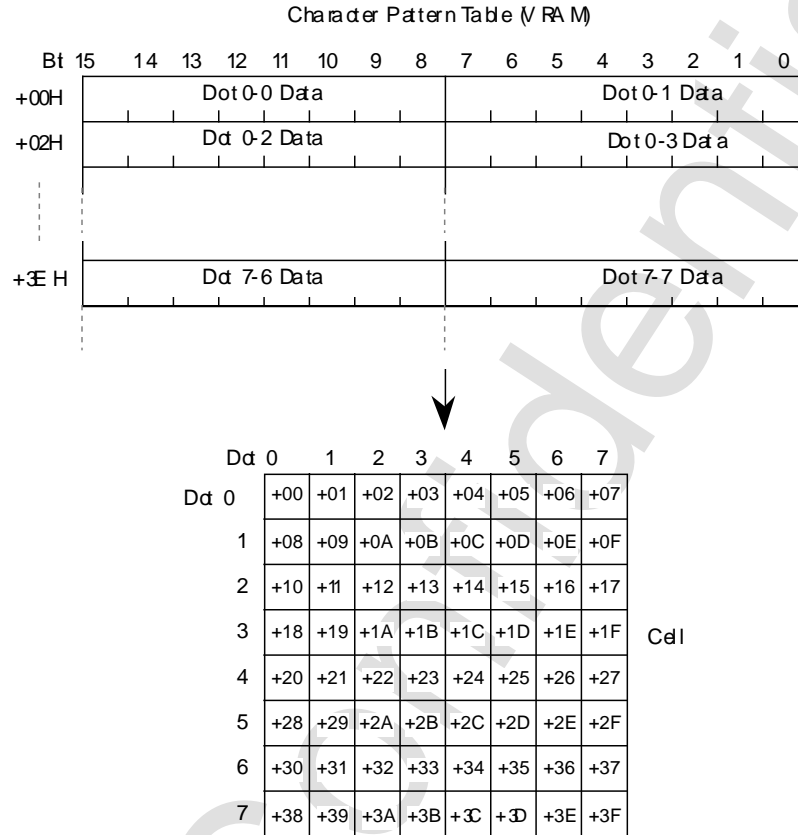 Character Pattern Table (VRAM)
Bit 15 14 13 12 11 10 9 8 7 6 5 4 3 2 1 0
+00H Dot 0-0 Data Dot 0-1 Data
+02H Dot 0-2 Data Dot 0-3 Data
+3EH Dot 7-6 Data Dot 7-7 Data
Dot 0 1 2 3 4 5 6 7
Dot 0 +00 +01 +02 +03 +04 +05 +06 +07
1 +08 +09 +0A +0B +0C +0D +0E +0F
2 +10 +11 +12 +13 +14 +15 +16 +17
3 +18 +19 +1A +1B +1C +1D +1E +1F Cell
4 +20 +21 +22 +23 +24 +25 +26 +27
5 +28 +29 +2A +2B +2C +2D +2E +2F
6 +30 +31 +32 +33 +34 +35 +36 +37
7 +38 +39 +3A +3B +3C +3D +3E +3F